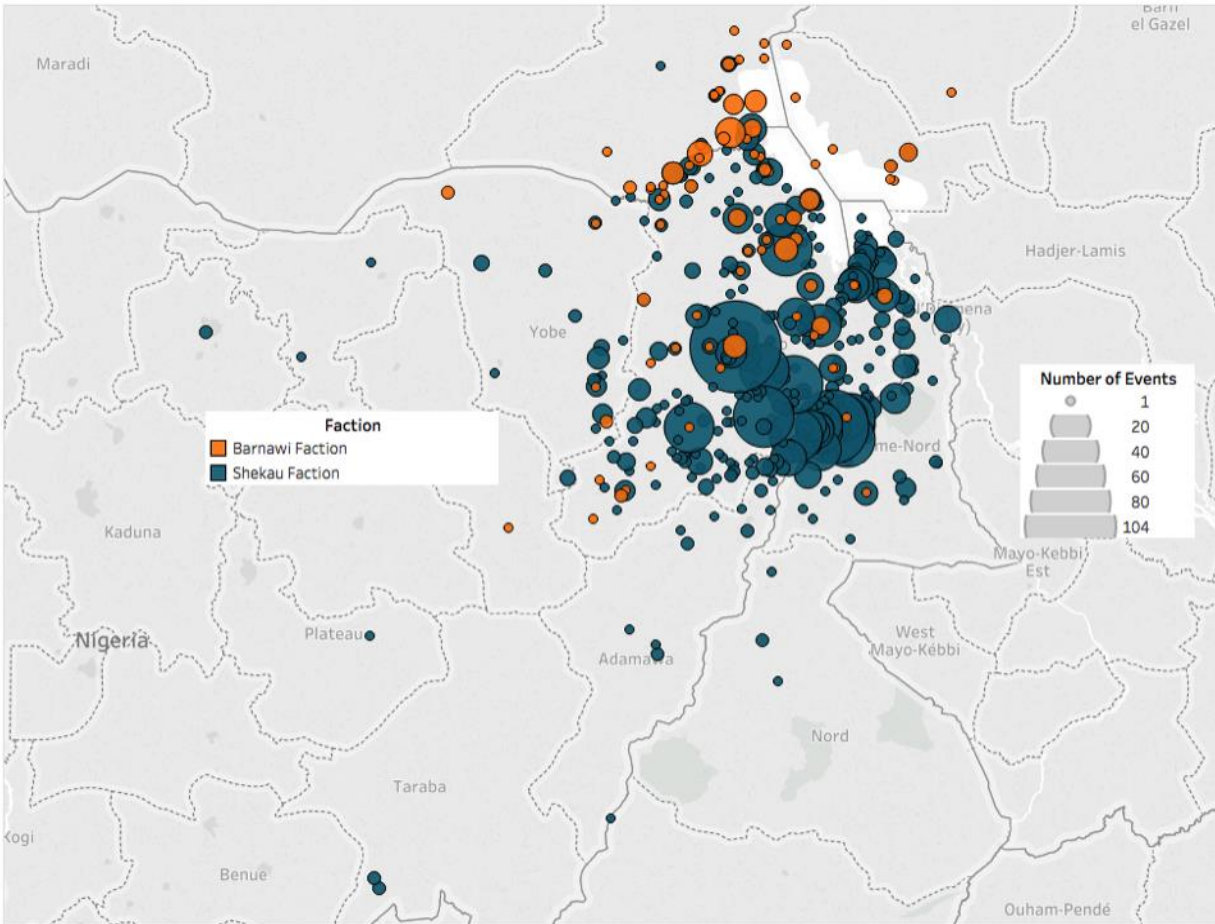 Barh
el Gazel
Maradi
Hadjer-Lamis
Yobe
(City)
Number of Events
1
20
40
60
80
104
Faction
Barnawi Faction
Shekau Faction
me-Nord
Kaduna
Mayo-Kebbi
Est
Nigeria
Plateau
West
Mayo-Kébbi
Adamawa
Nord
Taraba
Kogi
Benue
Ouham-Pendé